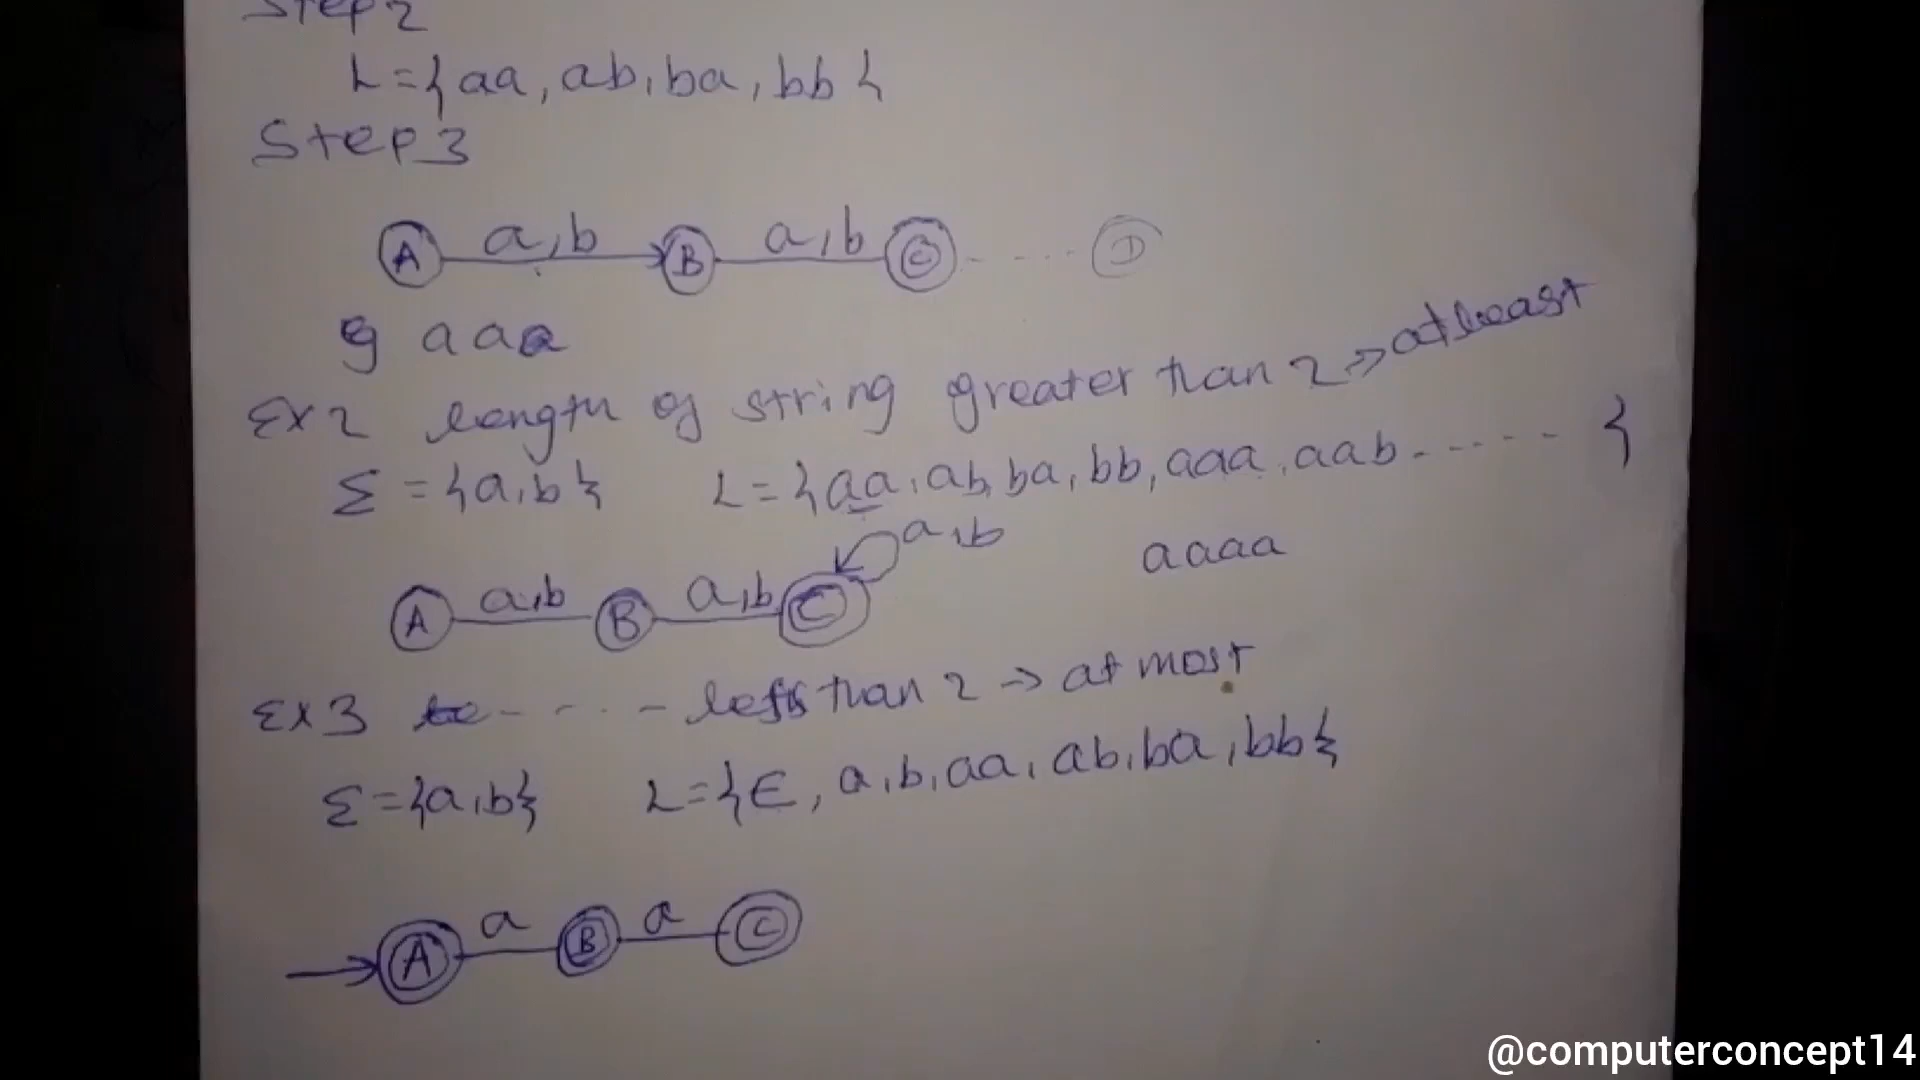 Step 2
L={aa, ab, ba, bb}
Step 3
A a,b B a,b C ..... D
aaa
Ex 2 length of string greater than 2 => atleast
Σ = {a,b} L={aa, ab, ba, bb, aaa, aab ..... }
a,b
aaaa
A a,b B a,b C
Ex 3 - - - - less than 2 -> at most
Σ={a,b} L={ε, a, b, aa, ab, ba, bb}
A a B a C
@computerconcept14